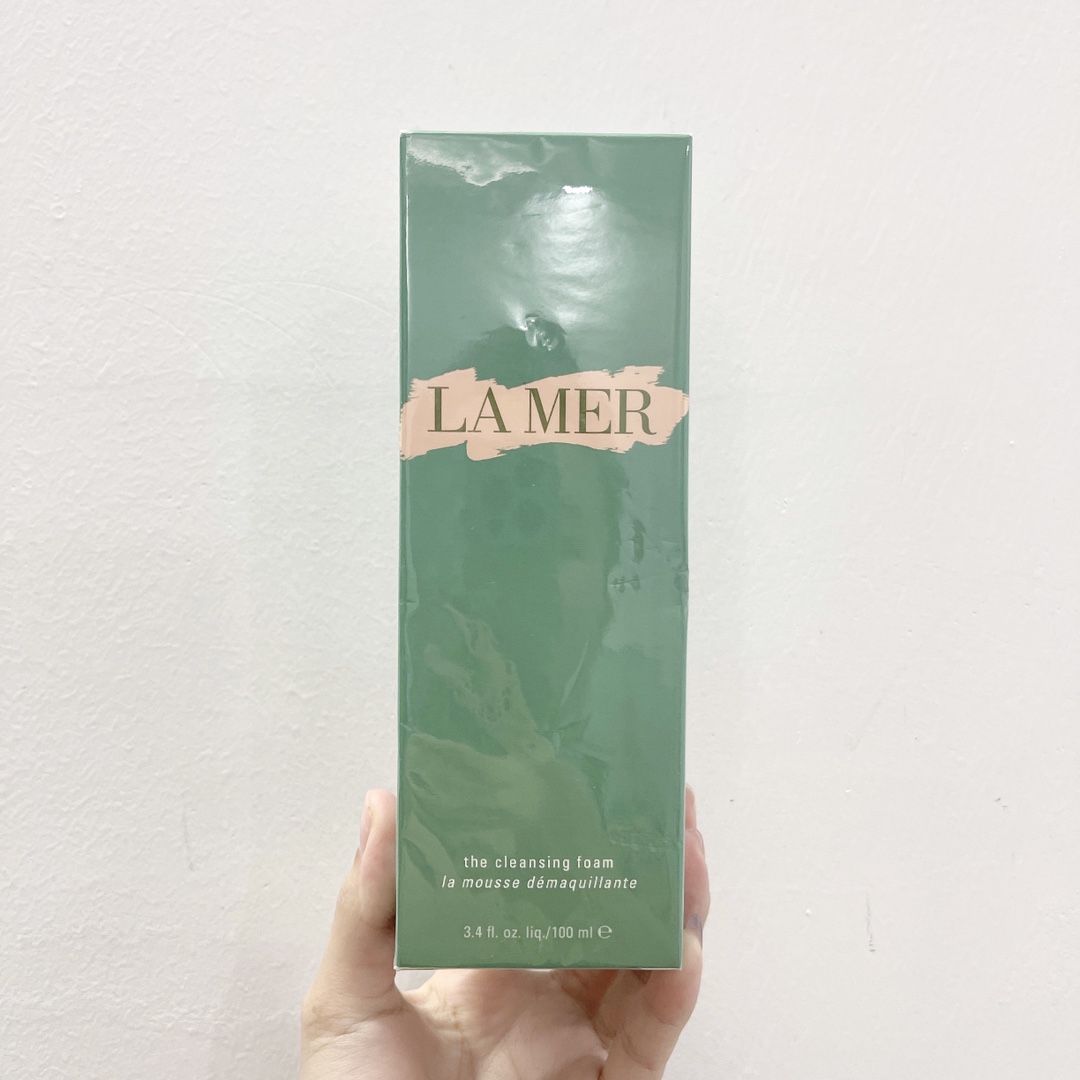 LA MER
the cleansing foam
la mousse démaquillante
3.4 fl. oz. liq./100 ml ℮